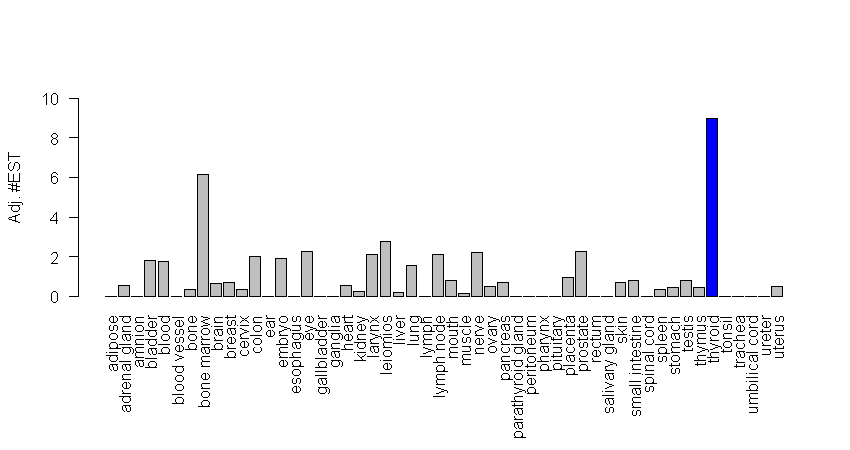 Adj. #EST
10
8
6
4
2
0
adipose
adrenal gland
amnion
bladder
blood
blood vessel
bone
bone marrow
brain
breast
cervix
colon
ear
embryo
esophagus
eye
gallbladder
ganglia
heart
kidney
larynx
leiomios
liver
lung
lymph
lymph node
mouth
muscle
nerve
ovary
pancreas
parathyroid gland
peritoneum
pharynx
pituitary
placenta
prostate
rectum
salivary gland
skin
small intestine
spinal cord
spleen
stomach
testis
thymus
thyroid
tonsil
trachea
umbilical cord
ureter
uterus